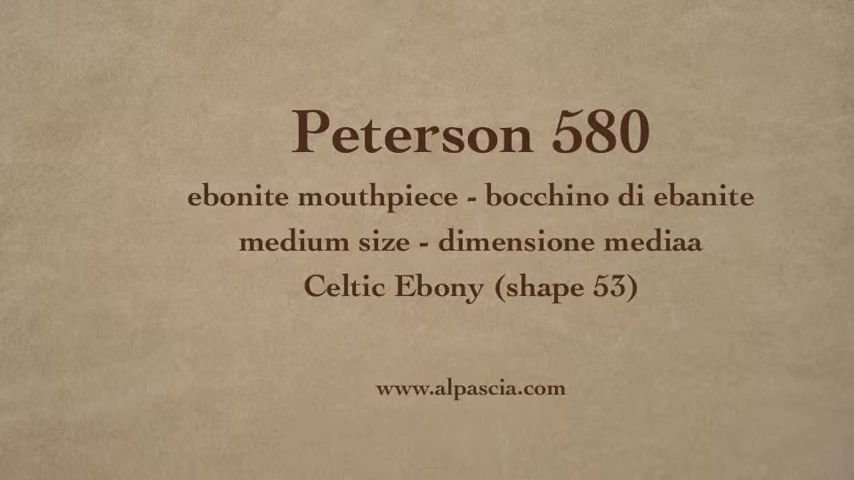 Peterson 580
ebonite mouthpiece - bocchino di ebanite
medium size - dimensione mediaa
Celtic Ebony (shape 53)
www.alpascia.com